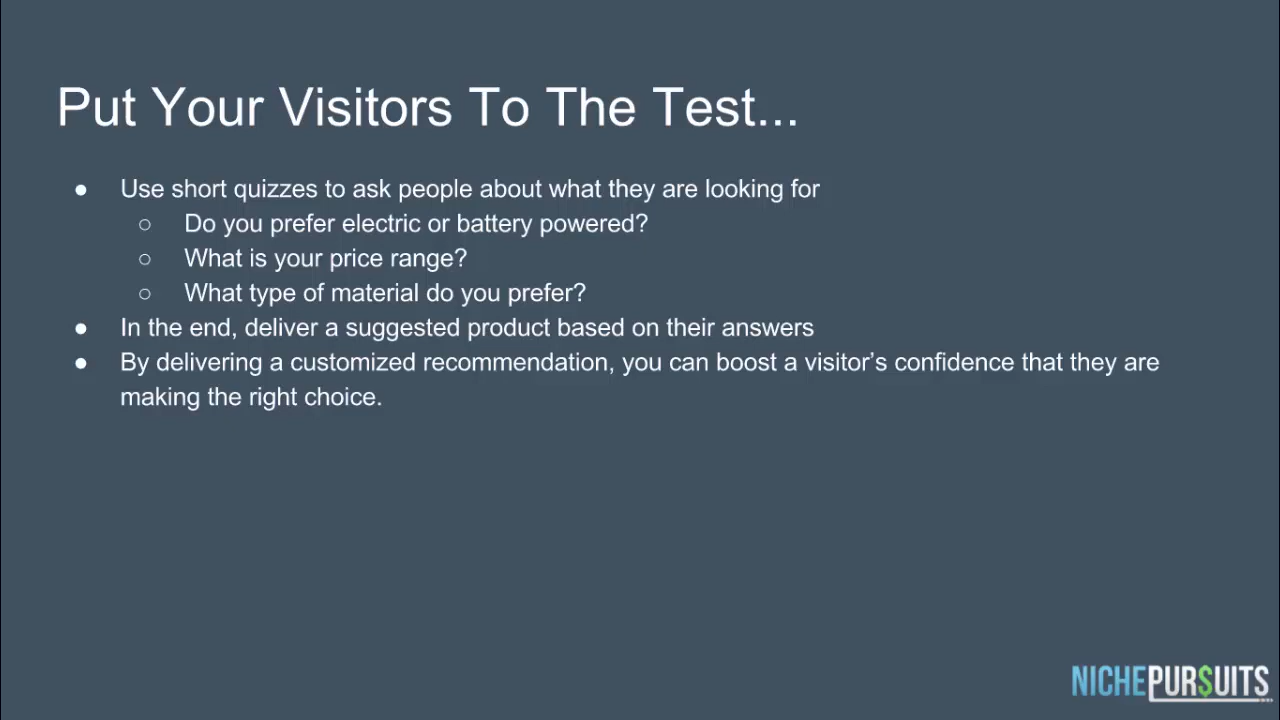 Put Your Visitors To The Test...
● Use short quizzes to ask people about what they are looking for
○ Do you prefer electric or battery powered?
○ What is your price range?
○ What type of material do you prefer?
● In the end, deliver a suggested product based on their answers
● By delivering a customized recommendation, you can boost a visitor’s confidence that they are
making the right choice.
NICHEPUR$UITS